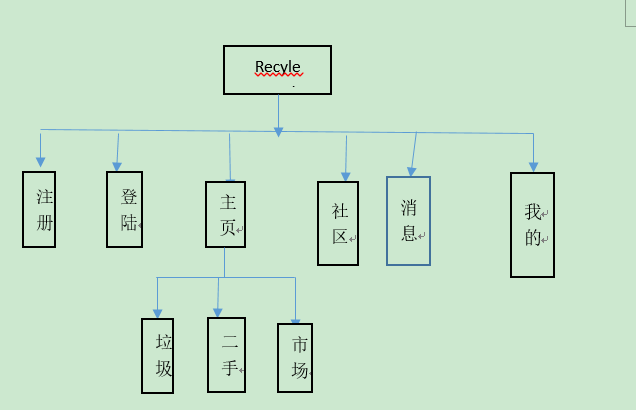 Recyle
注册
登陆
主页
社区
消息
我的
垃圾
二手
市场